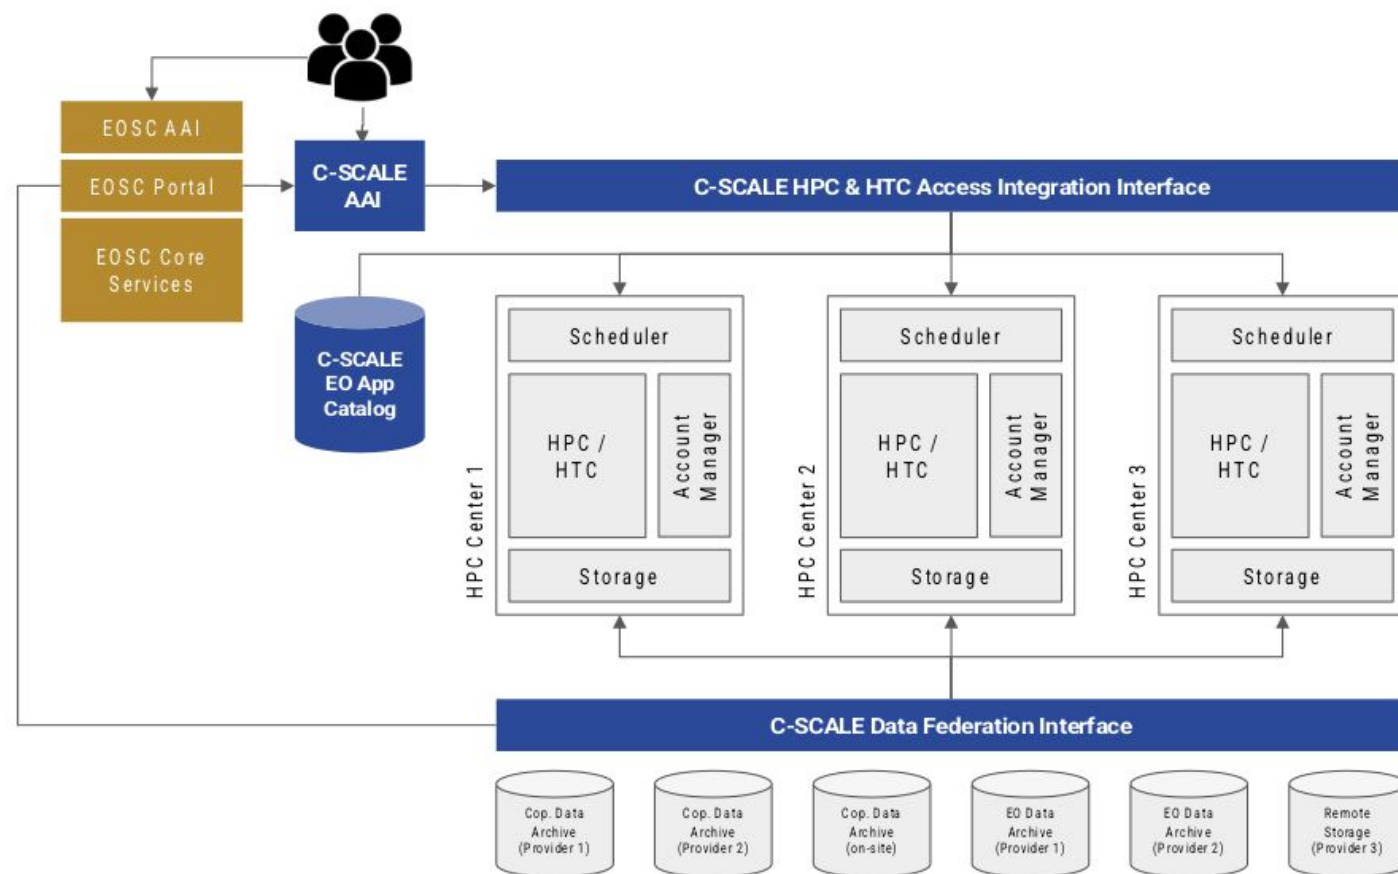 EOSC AAI
EOSC Portal
EOSC Core
Services
C-SCALE
AAI
C-SCALE HPC & HTC Access Integration Interface
C-SCALE
EO App
Catalog
HPC Center 1
Scheduler
HPC /
HTC
Account
Manager
Storage
HPC Center 2
Scheduler
HPC /
HTC
Account
Manager
Storage
HPC Center 3
Scheduler
HPC /
HTC
Account
Manager
Storage
C-SCALE Data Federation Interface
Cop. Data
Archive
(Provider 1)
Cop. Data
Archive
(Provider 2)
Cop. Data
Archive
(on-site)
EO Data
Archive
(Provider 1)
EO Data
Archive
(Provider 2)
Remote
Storage
(Provider 3)